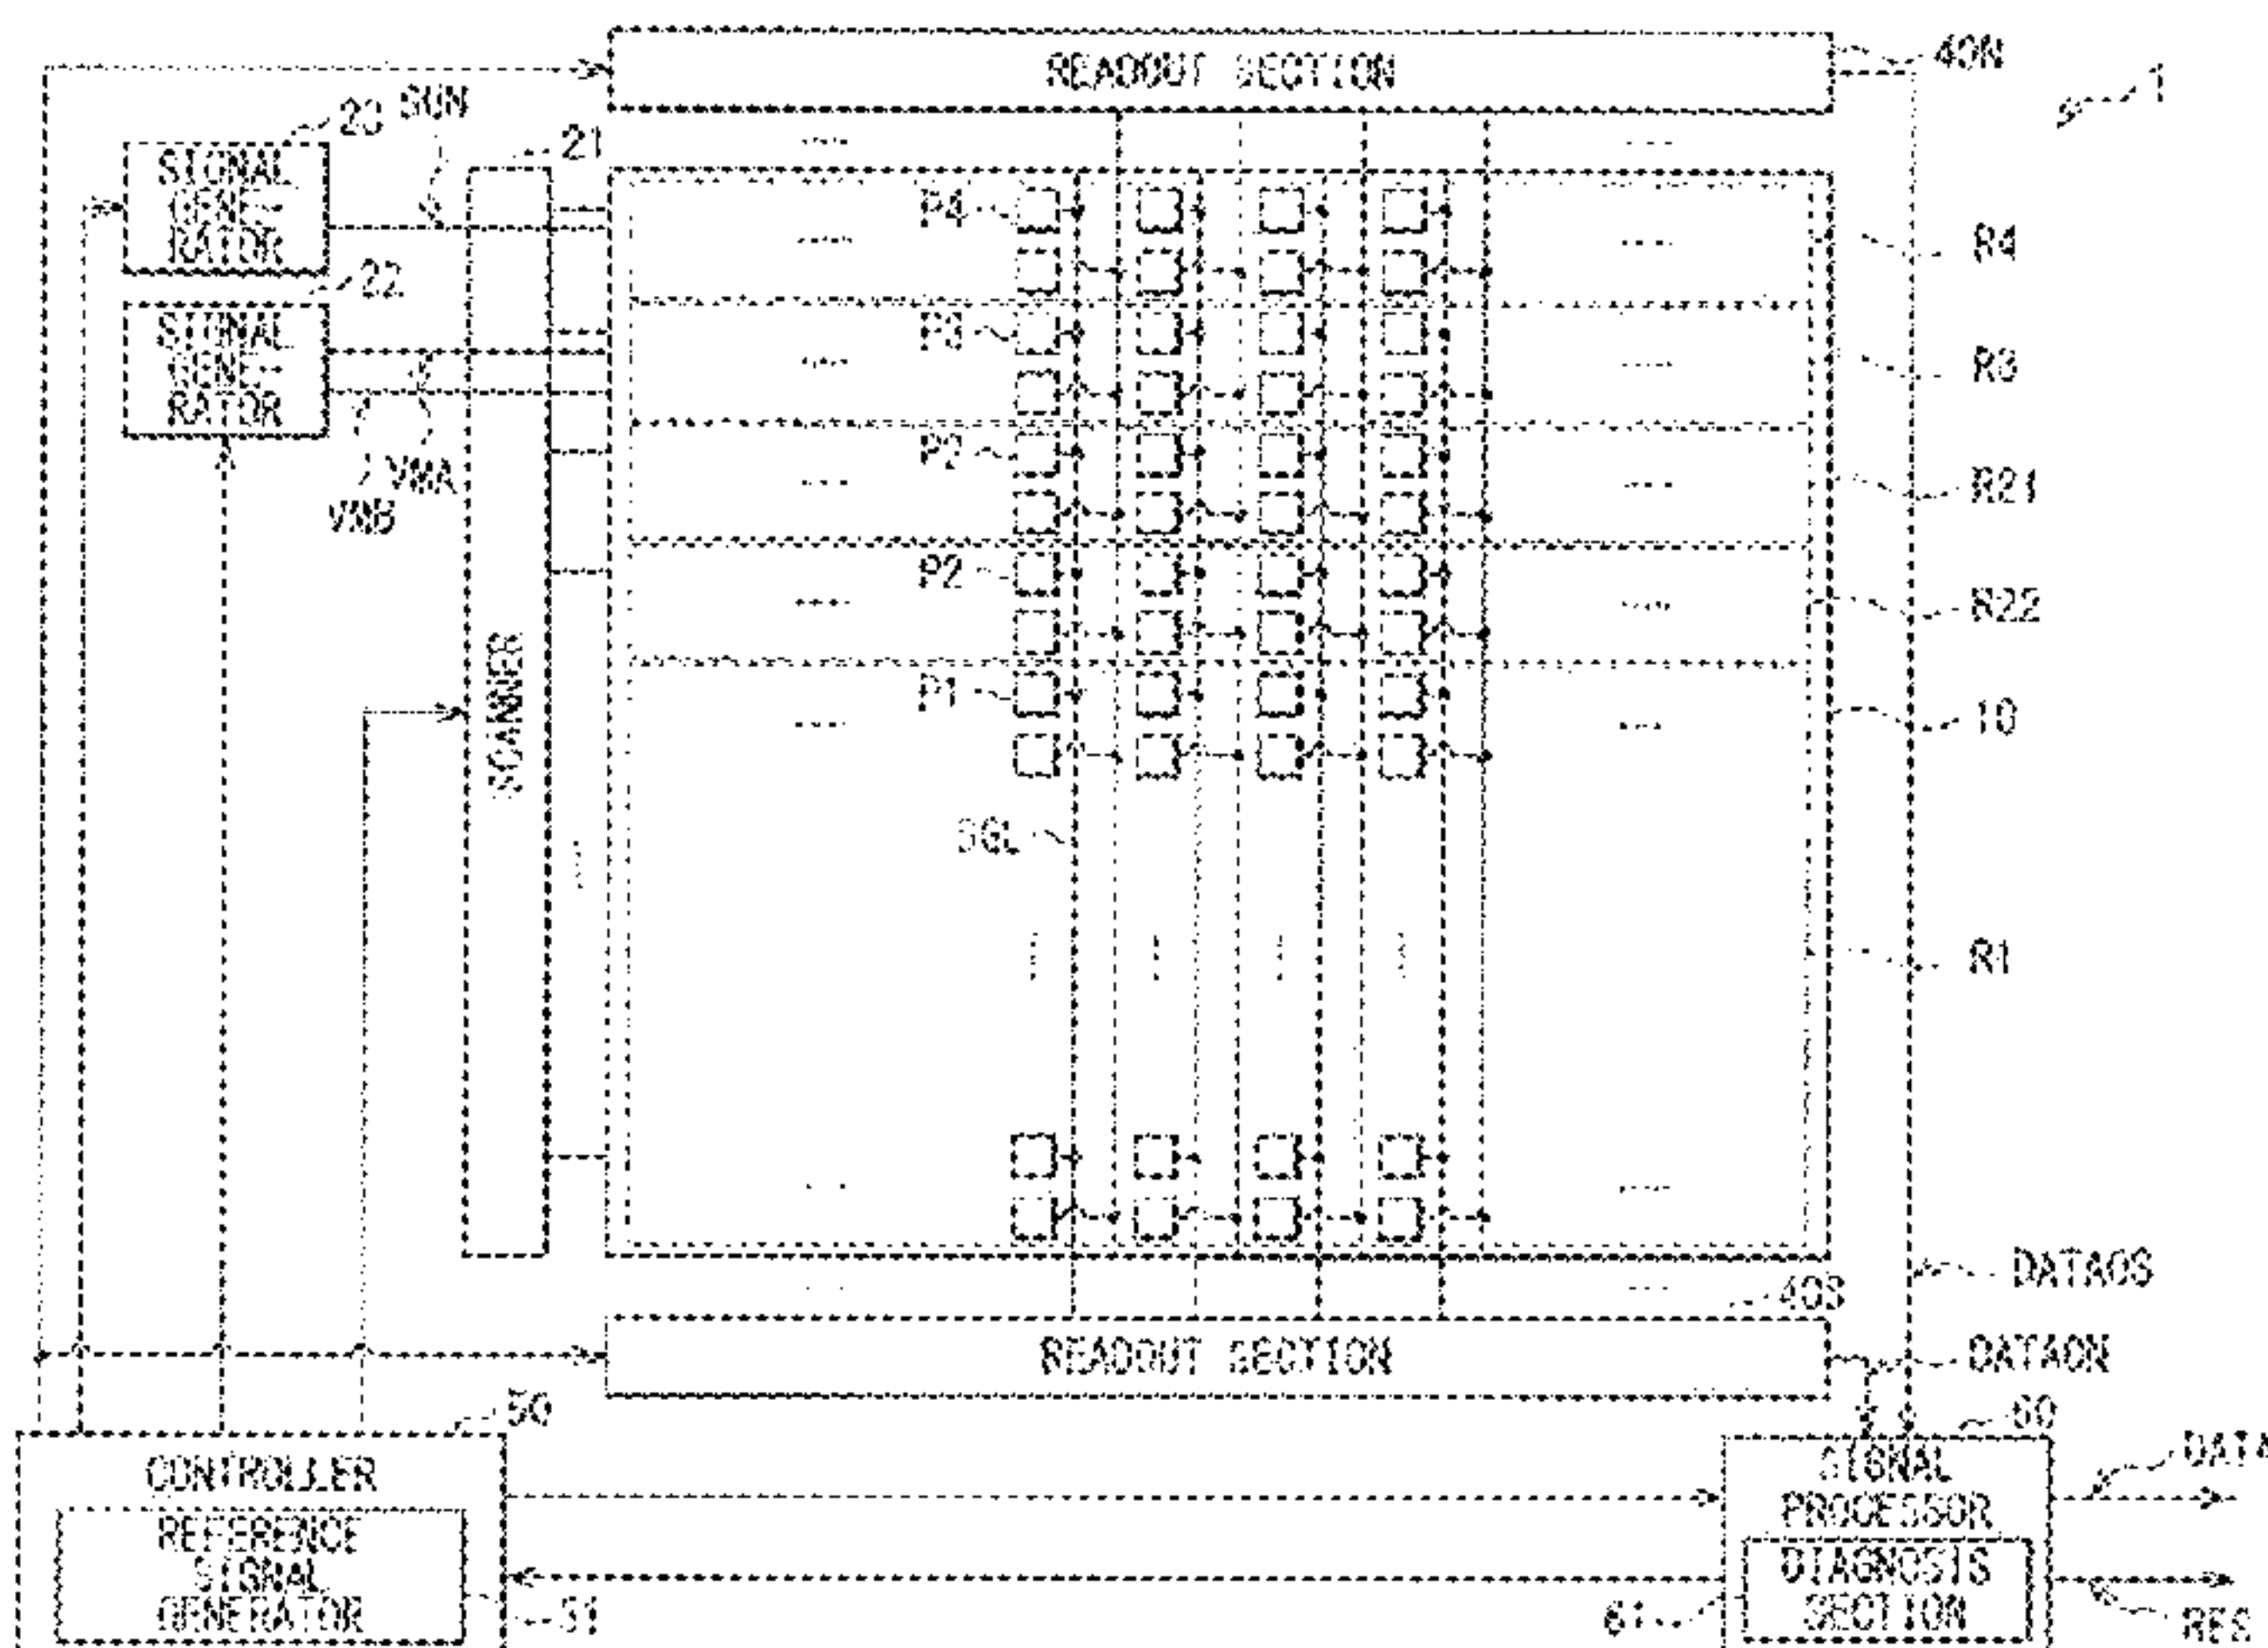 READOUT SECTION
40N
1
23 SUN
21
SIGNAL
GENE-
RATOR
P4
R4
22
SIGNAL
GENE-
RATOR
P3
R3
P2
R21
VMA
VMB
P2
R22
SCANNER
P1
10
SGL
R1
DATAOS
40S
READOUT SECTION
DATAON
50
60
CONTROLLER
SIGNAL
PROCESSOR
DATA
REFERENCE
SIGNAL
GENERATOR
51
DIAGNOSIS
SECTION
61
RES